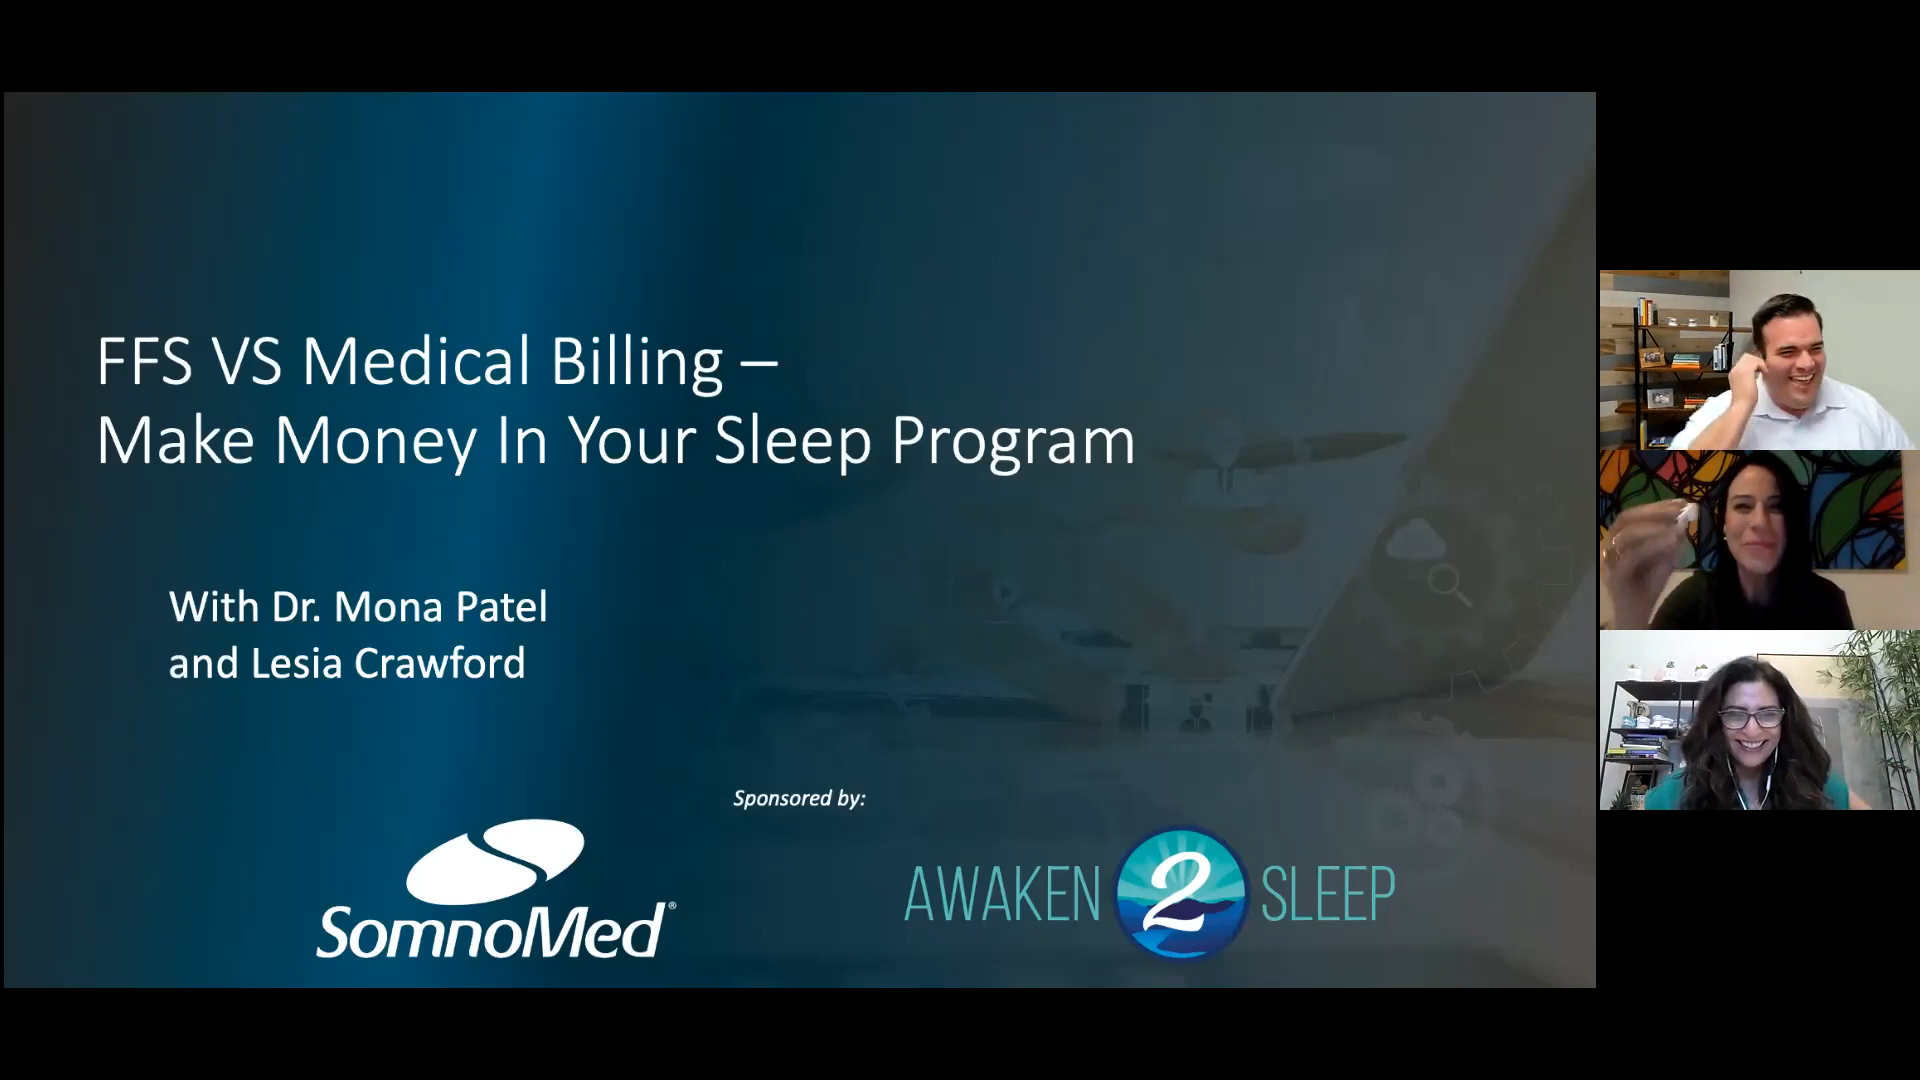 FFS VS Medical Billing –
Make Money In Your Sleep Program
With Dr. Mona Patel
and Lesia Crawford
Sponsored by:
SomnoMed®
AWAKEN 2 SLEEP